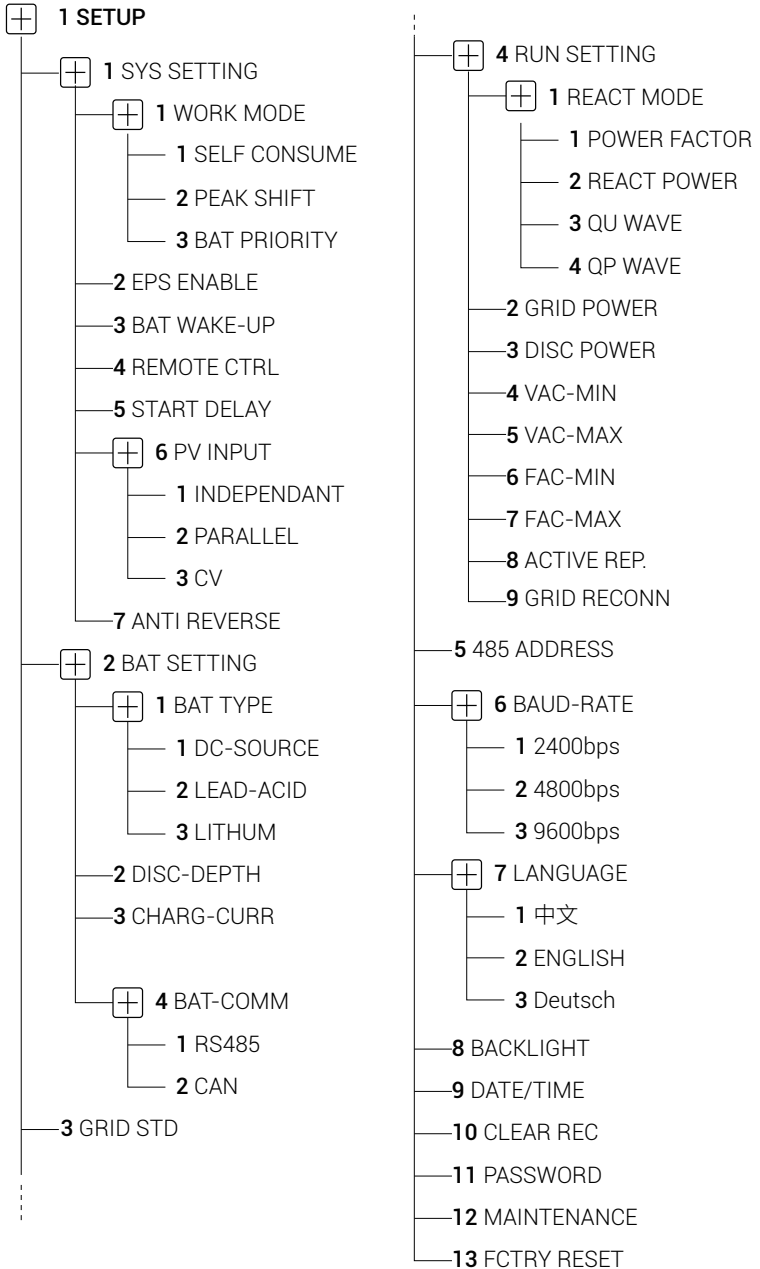 1 SETUP
1 SYS SETTING
1 WORK MODE
1 SELF CONSUME
2 PEAK SHIFT
3 BAT PRIORITY
2 EPS ENABLE
3 BAT WAKE-UP
4 REMOTE CTRL
5 START DELAY
6 PV INPUT
1 INDEPENDANT
2 PARALLEL
3 CV
7 ANTI REVERSE
2 BAT SETTING
1 BAT TYPE
1 DC-SOURCE
2 LEAD-ACID
3 LITHUM
2 DISC-DEPTH
3 CHARG-CURR
4 BAT-COMM
1 RS485
2 CAN
3 GRID STD
4 RUN SETTING
1 REACT MODE
1 POWER FACTOR
2 REACT POWER
3 QU WAVE
4 QP WAVE
2 GRID POWER
3 DISC POWER
4 VAC-MIN
5 VAC-MAX
6 FAC-MIN
7 FAC-MAX
8 ACTIVE REP.
9 GRID RECONN
5 485 ADDRESS
6 BAUD-RATE
1 2400bps
2 4800bps
3 9600bps
7 LANGUAGE
1 中文
2 ENGLISH
3 Deutsch
8 BACKLIGHT
9 DATE/TIME
10 CLEAR REC
11 PASSWORD
12 MAINTENANCE
13 FCTRY RESET